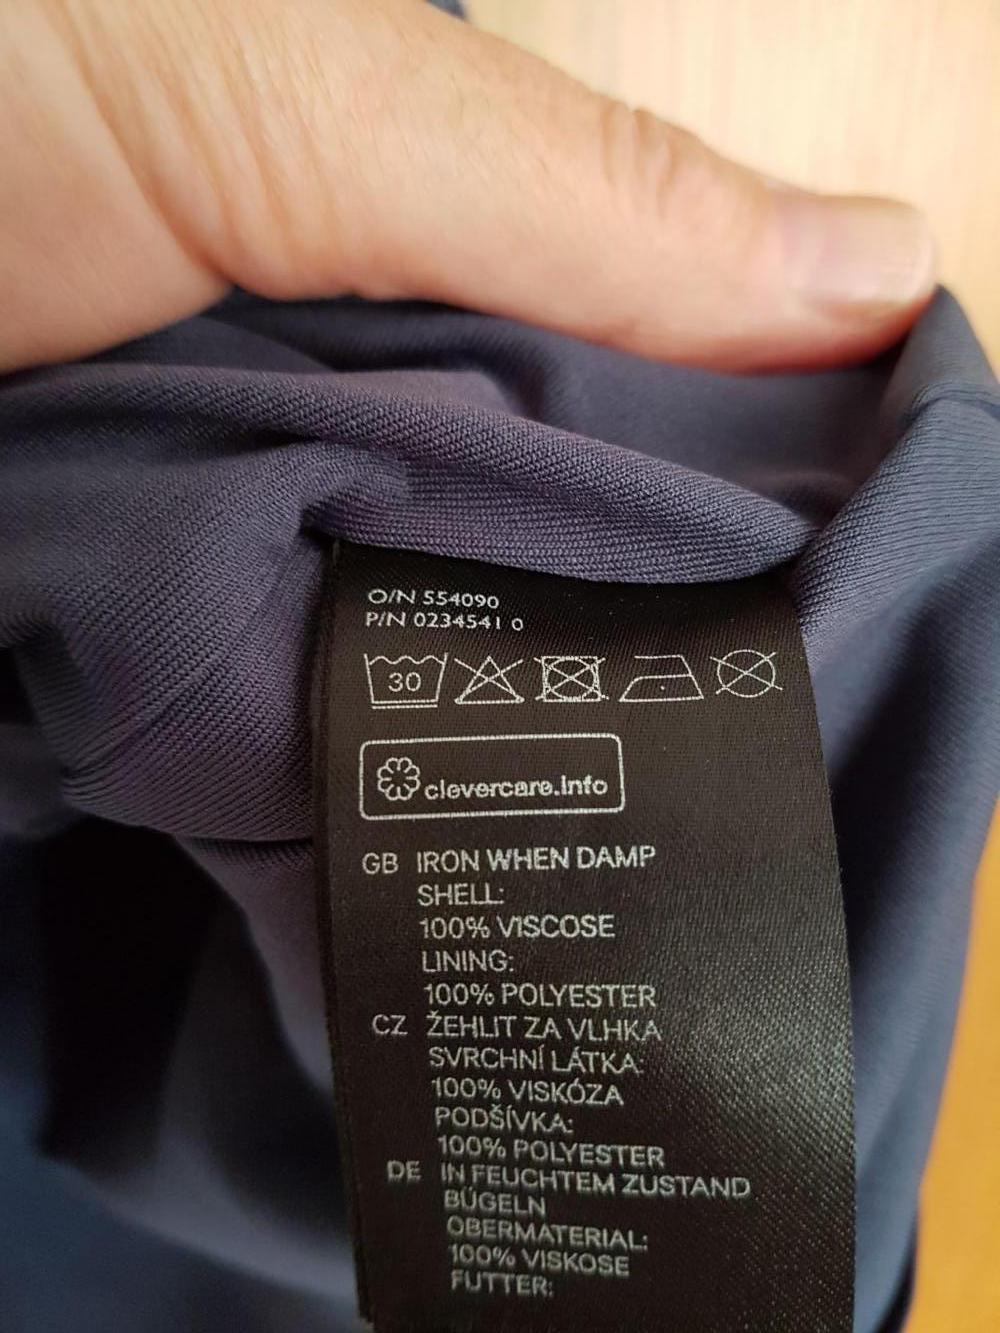 O/N 554090
P/N 0234541 0
30
clevercare.info
GB IRON WHEN DAMP
SHELL:
100% VISCOSE
LINING:
100% POLYESTER
CZ ŽEHLIT ZA VLHKA
SVRCHNÍ LÁTKA:
100% VISKÓZA
PODŠÍVKA:
100% POLYESTER
DE IN FEUCHTEM ZUSTAND
BÜGELN
OBERMATERIAL:
100% VISKOSE
FUTTER: